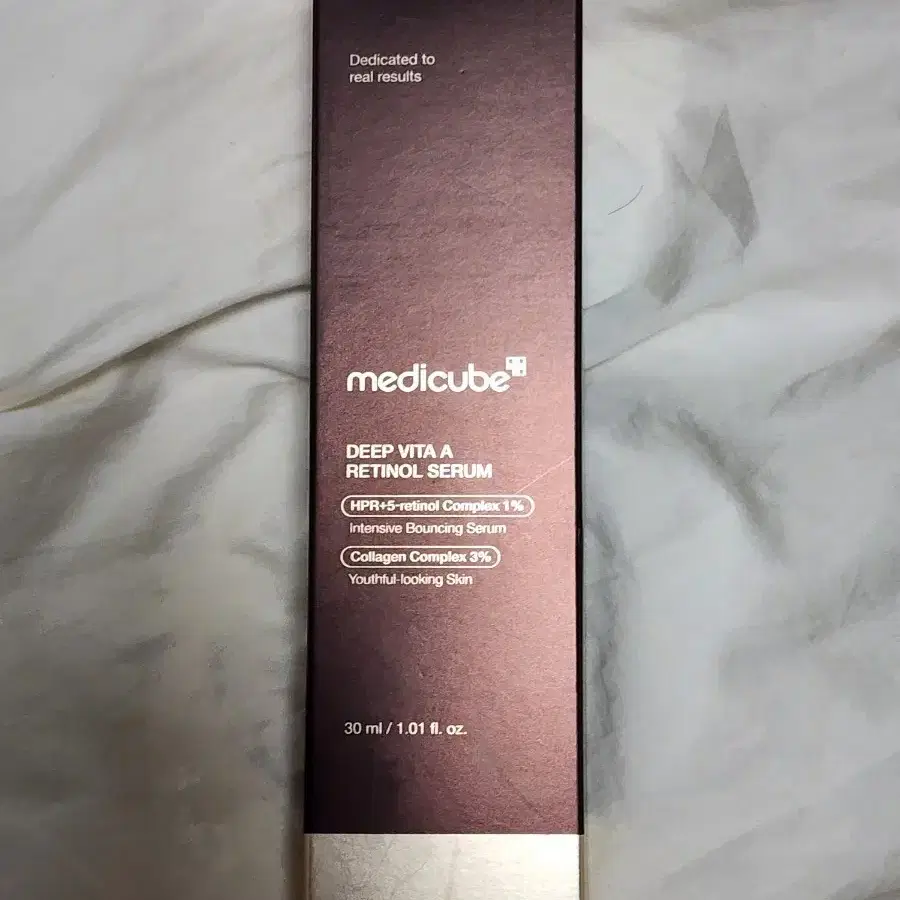 Dedicated to
real results
medicube
DEEP VITA A
RETINOL SERUM
HPR+5-retinol Complex 1%
Intensive Bouncing Serum
Collagen Complex 3%
Youthful-looking Skin
30 ml / 1.01 fl. oz.